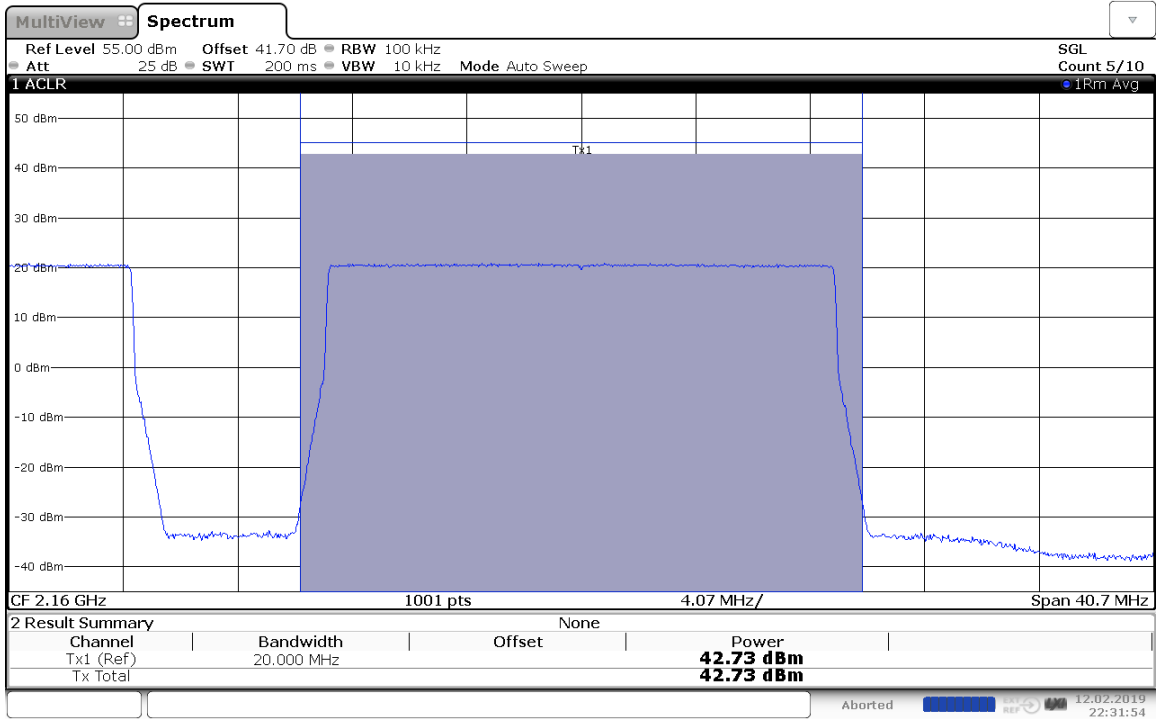 MultiView Spectrum
Ref Level 55.00 dBm Offset 41.70 dB RBW 100 kHz SGL
Att 25 dB SWT 200 ms VBW 10 kHz Mode Auto Sweep Count 5/10
1 ACLR 1Rm Avg
50 dBm
Tx1
40 dBm
30 dBm
20 dBm
10 dBm
0 dBm
-10 dBm
-20 dBm
-30 dBm
-40 dBm
CF 2.16 GHz 1001 pts 4.07 MHz/ Span 40.7 MHz
2 Result Summary None
Channel Bandwidth Offset Power
Tx1 (Ref) 20.000 MHz 42.73 dBm
Tx Total 42.73 dBm
Aborted EXT REF 12.02.2019
22:31:54